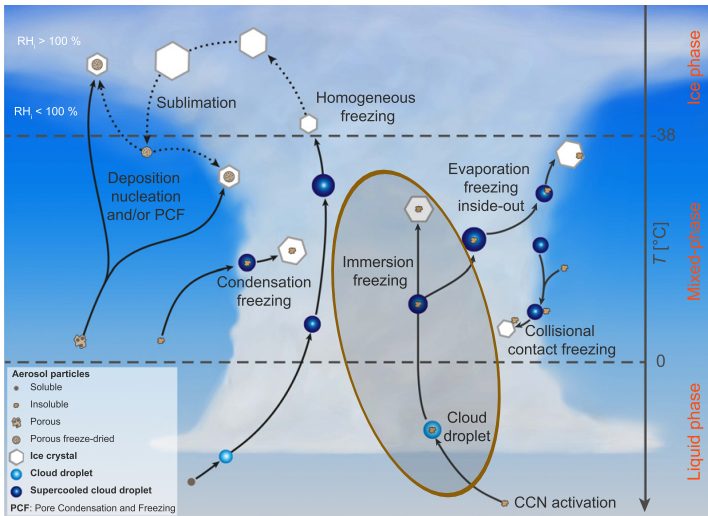 RHi > 100 %
RHi < 100 %
Sublimation
Homogeneous
freezing
Deposition
nucleation
and/or PCF
Condensation
freezing
Immersion
freezing
Evaporation
freezing
inside-out
Collisional
contact freezing
Cloud
droplet
CCN activation
Ice phase
-38
T [°C]
Mixed-phase
0
Liquid phase
Aerosol particles
Soluble
Insoluble
Porous
Porous freeze-dried
Ice crystal
Cloud droplet
Supercooled cloud droplet
PCF: Pore Condensation and Freezing